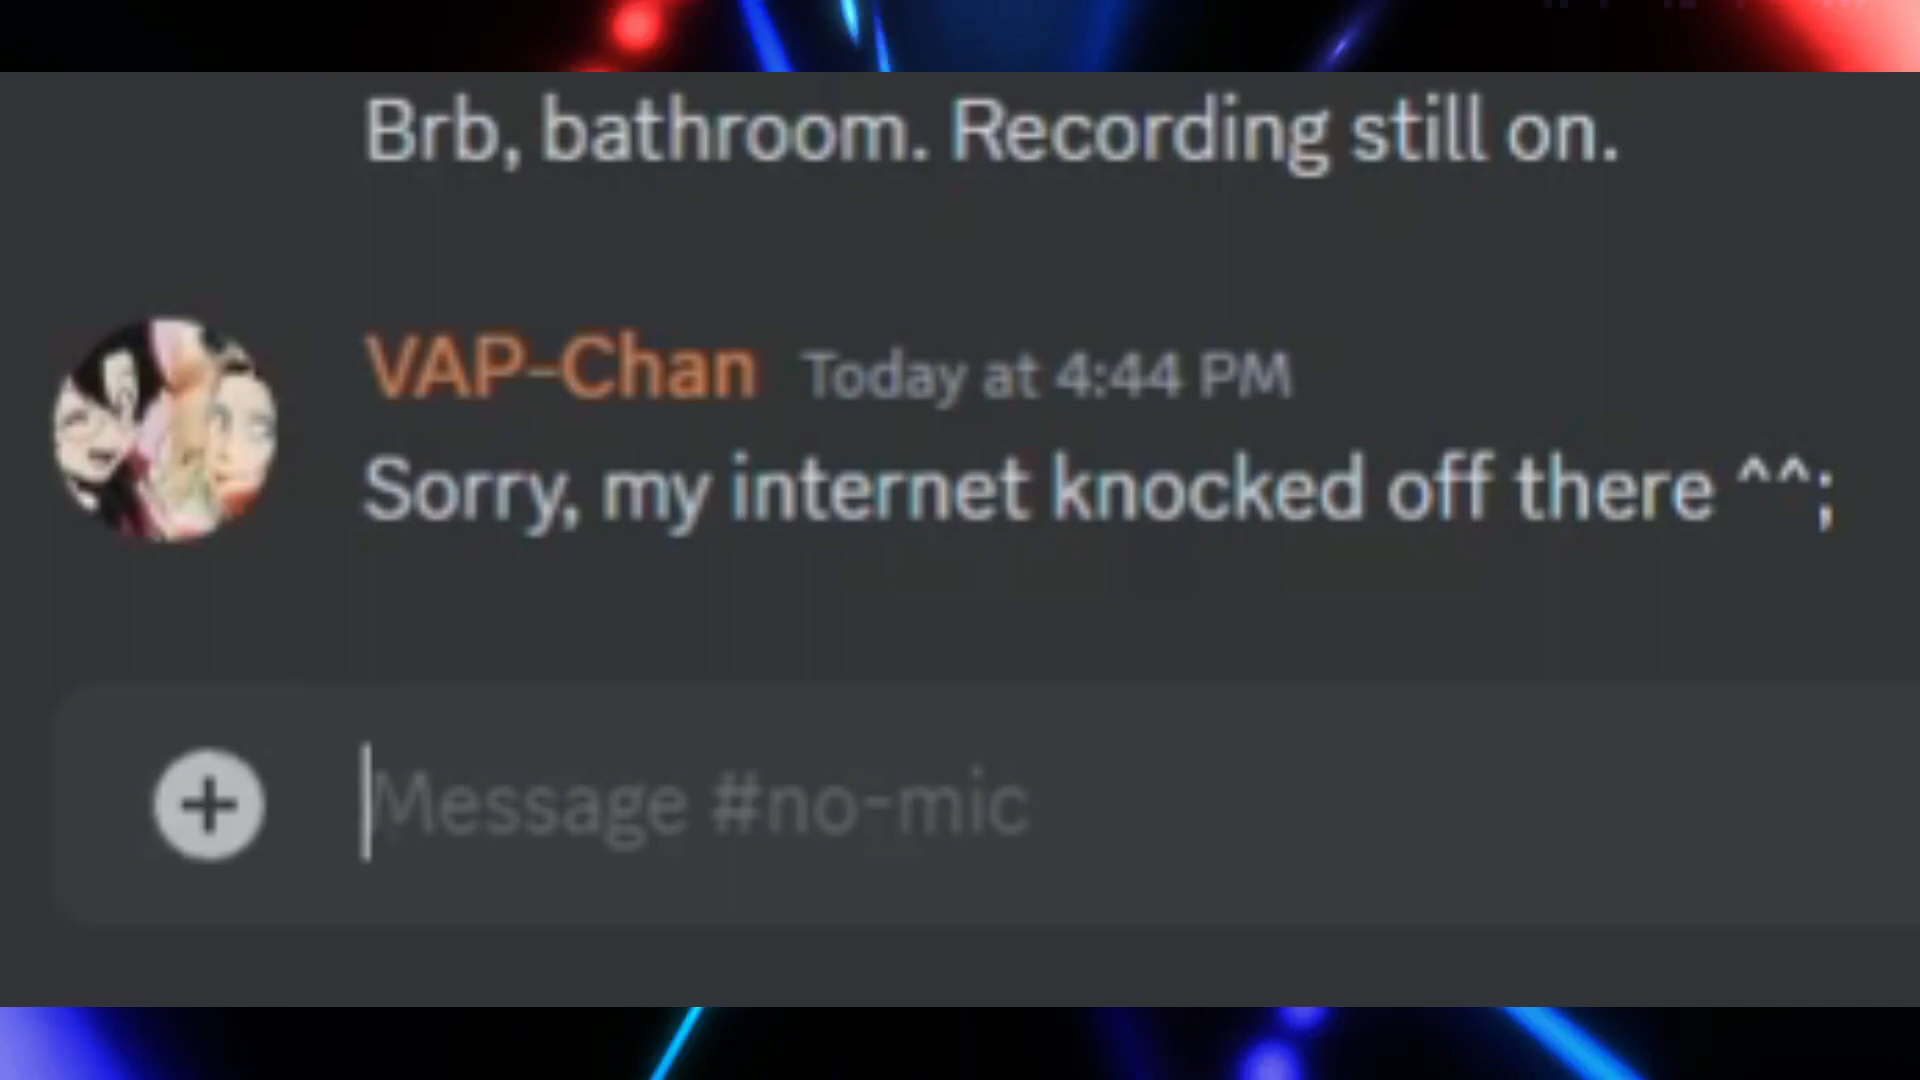 Brb, bathroom. Recording still on.
VAP-Chan Today at 4:44 PM
Sorry, my internet knocked off there ^^;
Message #no-mic